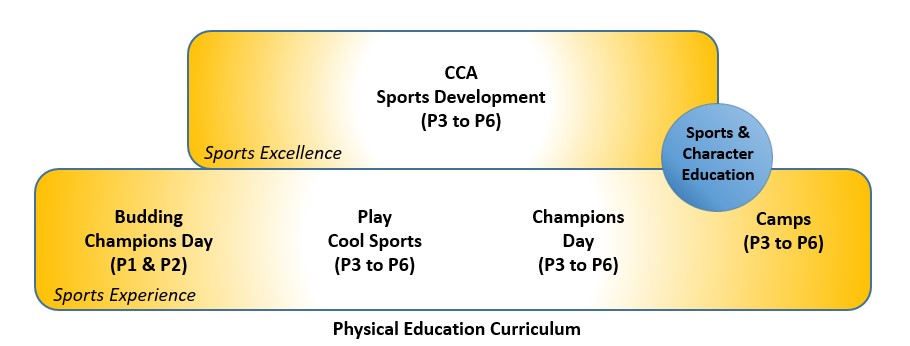 CCA
Sports Development
(P3 to P6)
Sports Excellence
Sports &
Character
Education
Budding
Champions Day
(P1 & P2)
Play
Cool Sports
(P3 to P6)
Champions
Day
(P3 to P6)
Camps
(P3 to P6)
Sports Experience
Physical Education Curriculum